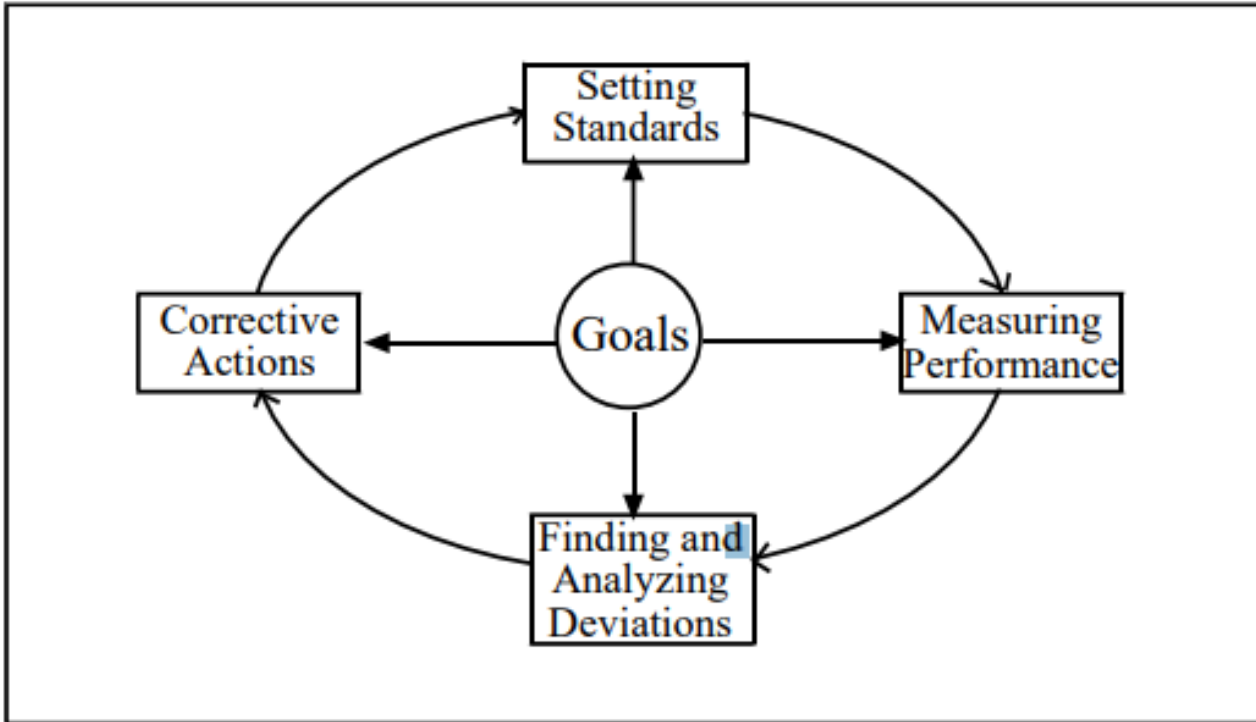 Setting
Standards
Corrective
Actions
Goals
Measuring
Performance
Finding and
Analyzing
Deviations